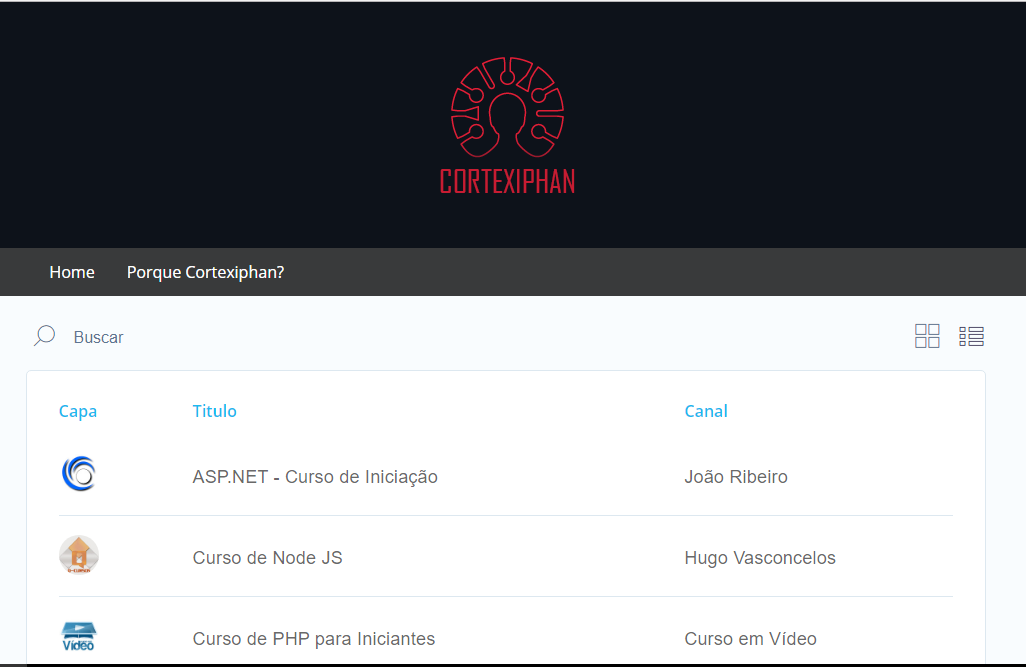 CORTEXIPHAN
Home Porque Cortexiphan?
Buscar
Capa Titulo Canal
ASP.NET - Curso de Iniciação João Ribeiro
Curso de Node JS Hugo Vasconcelos
Vídeo Curso de PHP para Iniciantes Curso em Vídeo